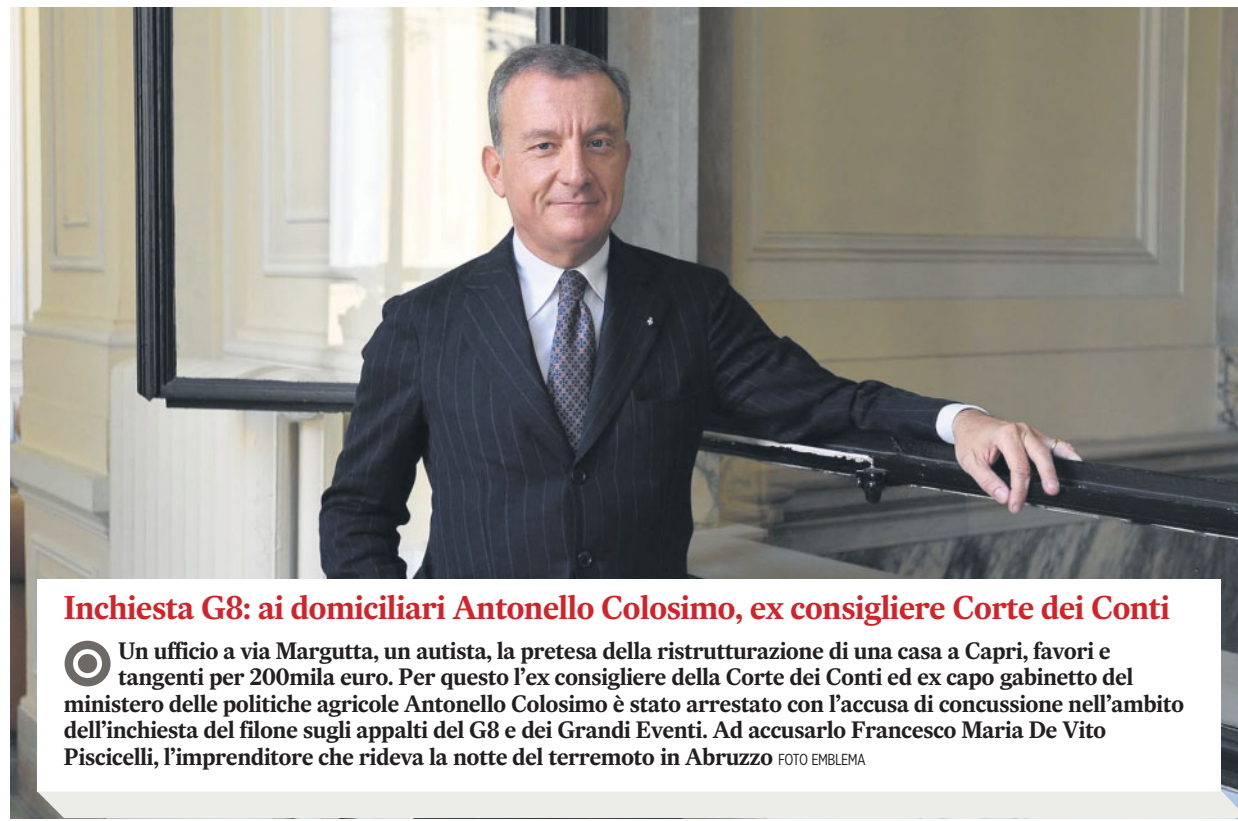 Inchiesta G8: ai domiciliari Antonello Colosimo, ex consigliere Corte dei Conti
Un ufficio a via Margutta, un autista, la pretesa della ristrutturazione di una casa a Capri, favori e
tangenti per 200mila euro. Per questo l’ex consigliere della Corte dei Conti ed ex capo gabinetto del
ministero delle politiche agricole Antonello Colosimo è stato arrestato con l’accusa di concussione nell’ambito
dell’inchiesta del filone sugli appalti del G8 e dei Grandi Eventi. Ad accusarlo Francesco Maria De Vito
Piscicelli, l’imprenditore che rideva la notte del terremoto in Abruzzo FOTO EMBLEMA